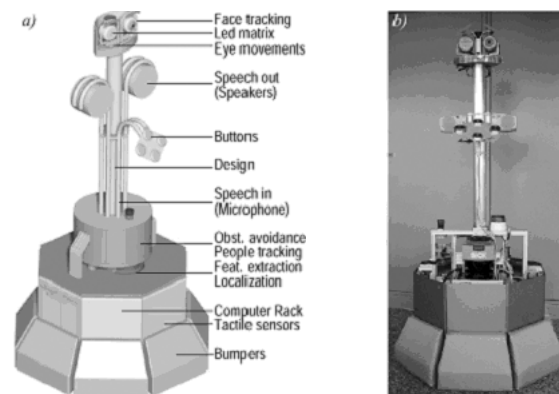 a)
Face tracking
Led matrix
Eye movements
Speech out
(Speakers)
Buttons
Design
Speech in
(Microphone)
Obst. avoidance
People tracking
Feat. extraction
Localization
Computer Rack
Tactile sensors
Bumpers
b)